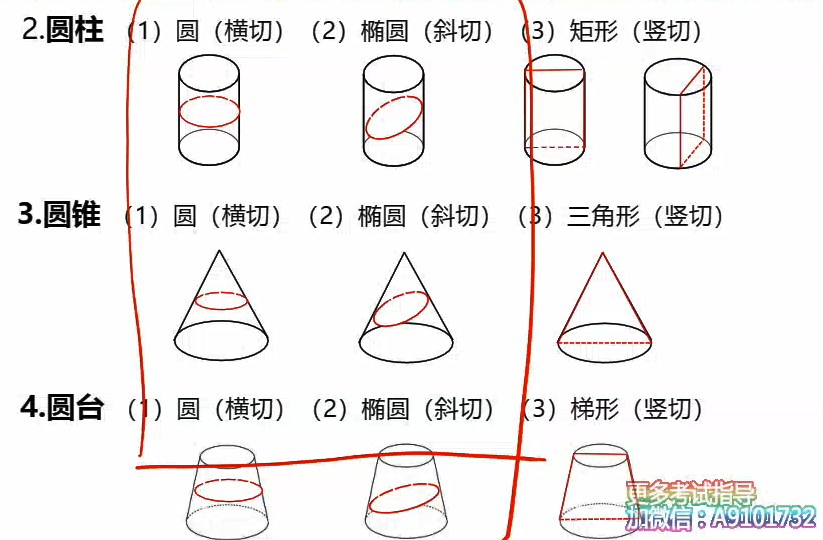 2.圆柱 （1）圆（横切） （2）椭圆（斜切） （3）矩形（竖切）
3.圆锥 （1）圆（横切） （2）椭圆（斜切） （3）三角形（竖切）
4.圆台 （1）圆（横切） （2）椭圆（斜切） （3）梯形（竖切）
更多考试指导
加微信：A9101732